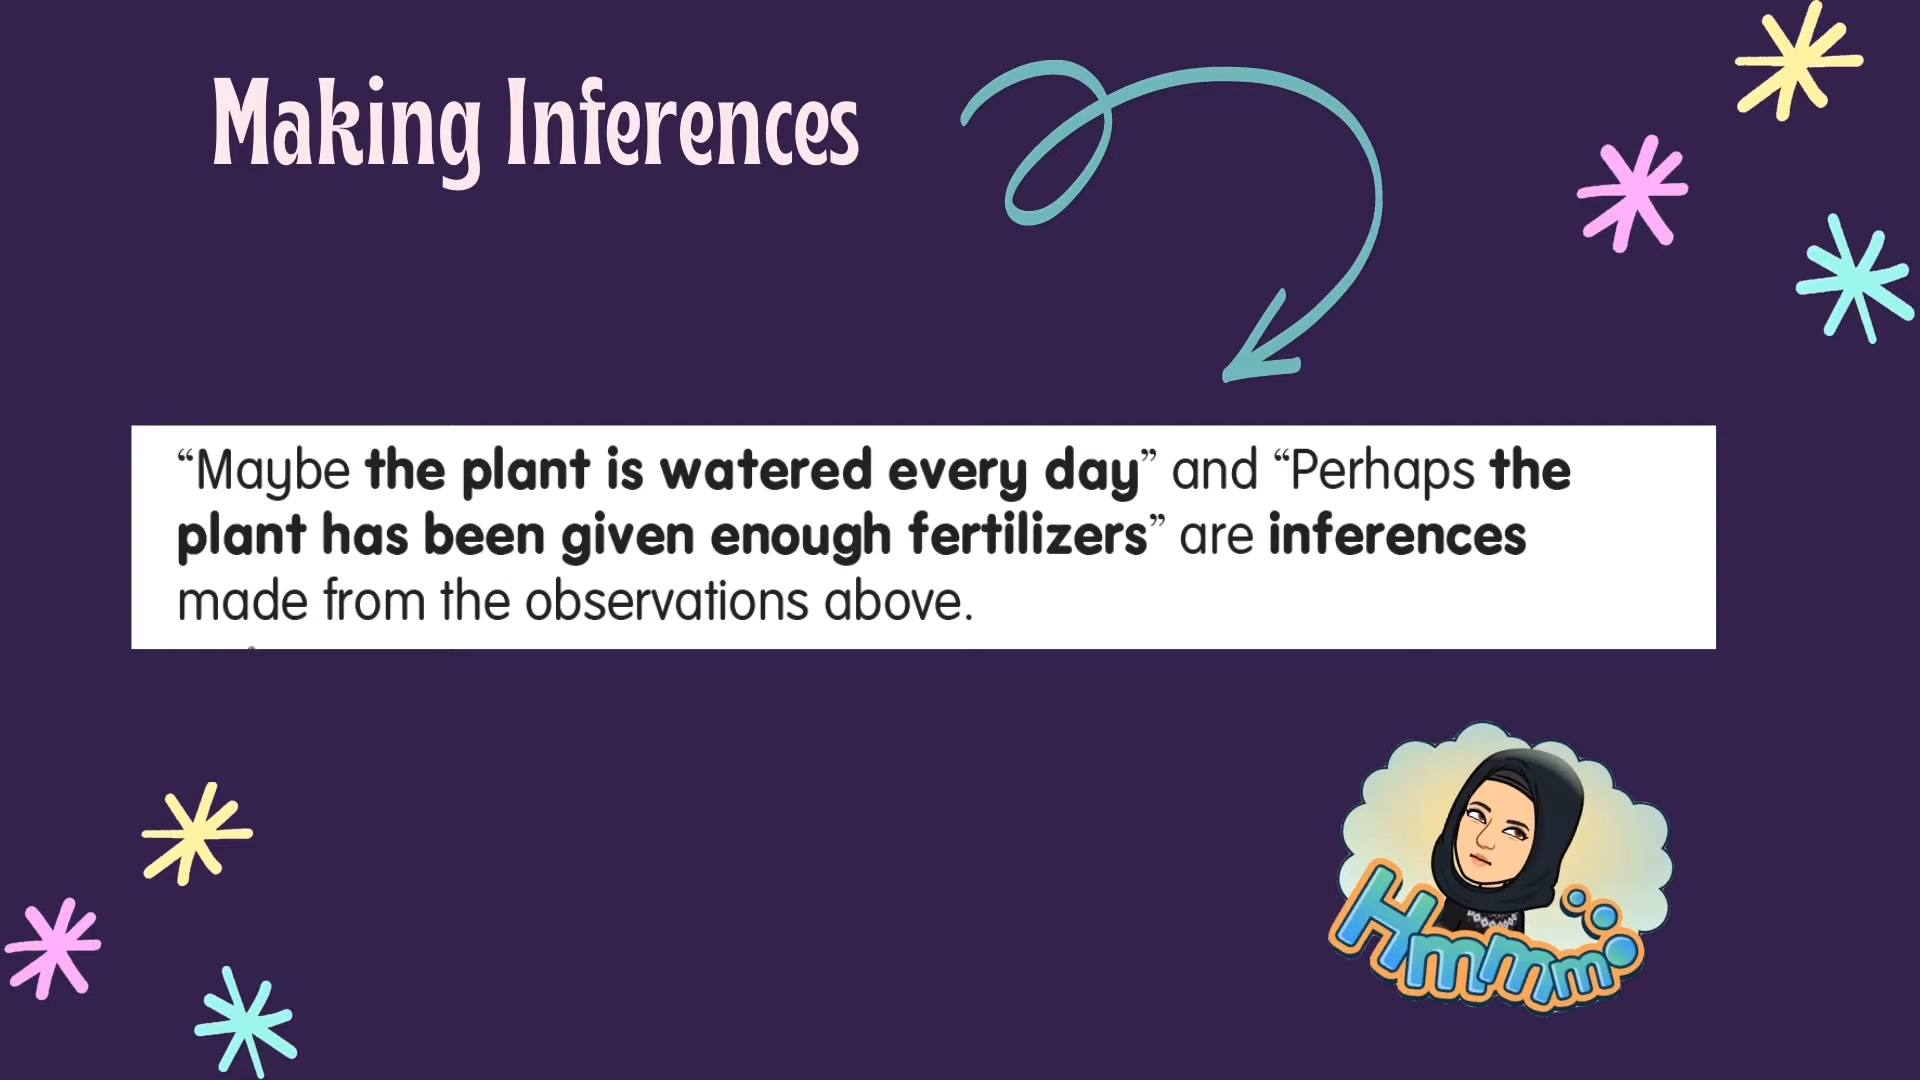 Making Inferences
“Maybe the plant is watered every day” and “Perhaps the
plant has been given enough fertilizers” are inferences
made from the observations above.
Hmmm